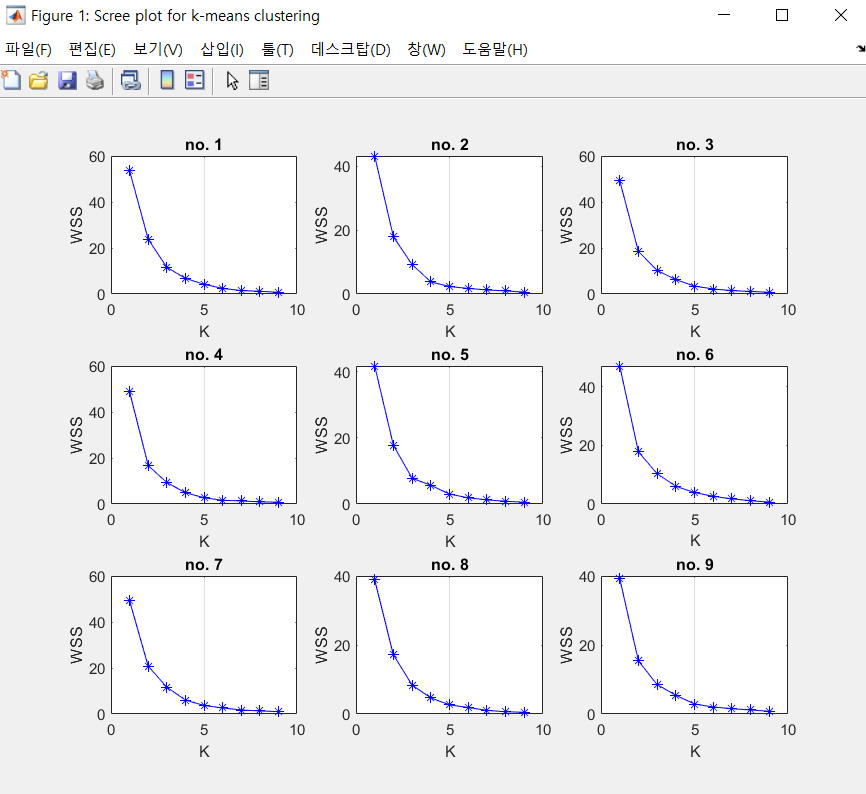 Figure 1: Scree plot for k-means clustering
파일(F) 편집(E) 보기(V) 삽입(I) 툴(T) 데스크탑(D) 창(W) 도움말(H)
no. 1
60
40
20
0
WSS
0 5 10
K
no. 2
40
20
0
WSS
0 5 10
K
no. 3
60
40
20
0
WSS
0 5 10
K
no. 4
60
40
20
0
WSS
0 5 10
K
no. 5
40
20
0
WSS
0 5 10
K
no. 6
40
20
0
WSS
0 5 10
K
no. 7
60
40
20
0
WSS
0 5 10
K
no. 8
40
20
0
WSS
0 5 10
K
no. 9
40
20
0
WSS
0 5 10
K